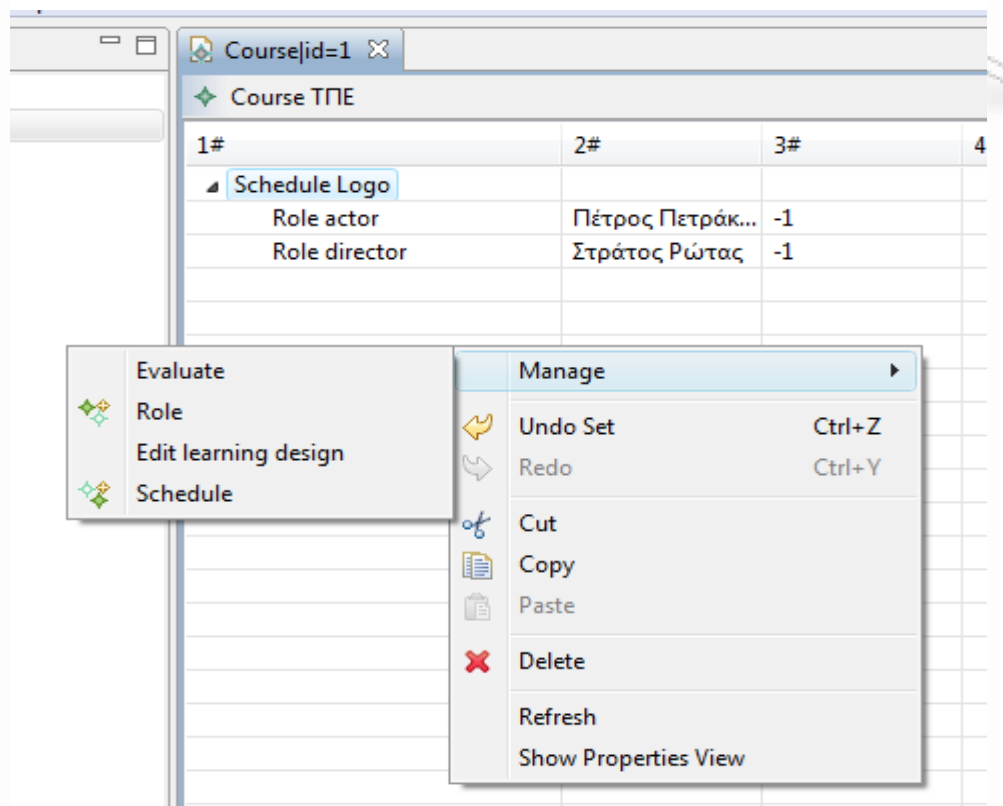 Course|id=1
Course ΤΠΕ
1# 2# 3# 4
Schedule Logo
Role actor Πέτρος Πετράκ... -1
Role director Στράτος Ρώτας -1
Evaluate
Role
Edit learning design
Schedule
Manage
Undo Set Ctrl+Z
Redo Ctrl+Y
Cut
Copy
Paste
Delete
Refresh
Show Properties View